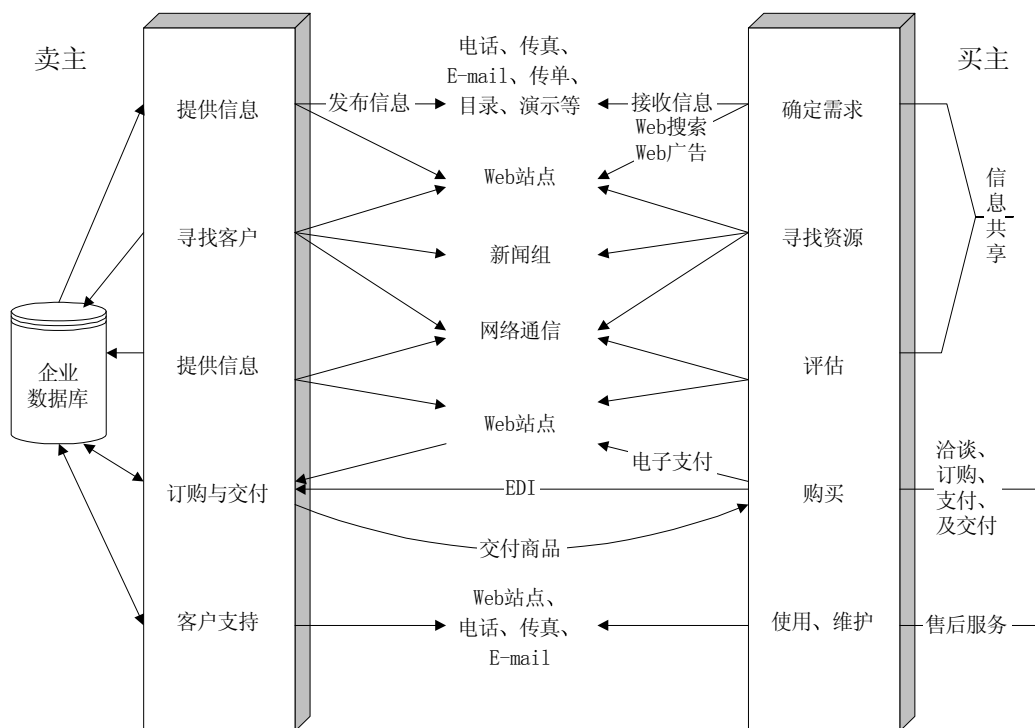 卖主
买主
电话、传真、
E-mail、传单、
目录、演示等
提供信息
发布信息
接收信息
确定需求
Web搜索
Web广告
Web站点
信
息
共
享
寻找客户
新闻组
寻找资源
网络通信
企业
数据库
提供信息
评估
Web站点
电子支付
洽谈、
订购、
支付、
及交付
订购与交付
EDI
购买
交付商品
客户支持
Web站点、
电话、传真、
E-mail
使用、维护
售后服务